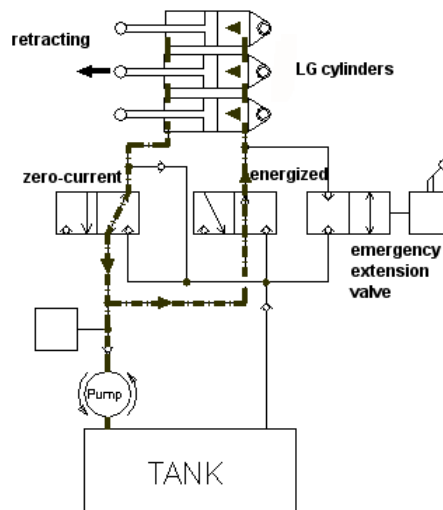 retracting
LG cylinders
zero-current
energized
emergency
extension
valve
Pump
TANK